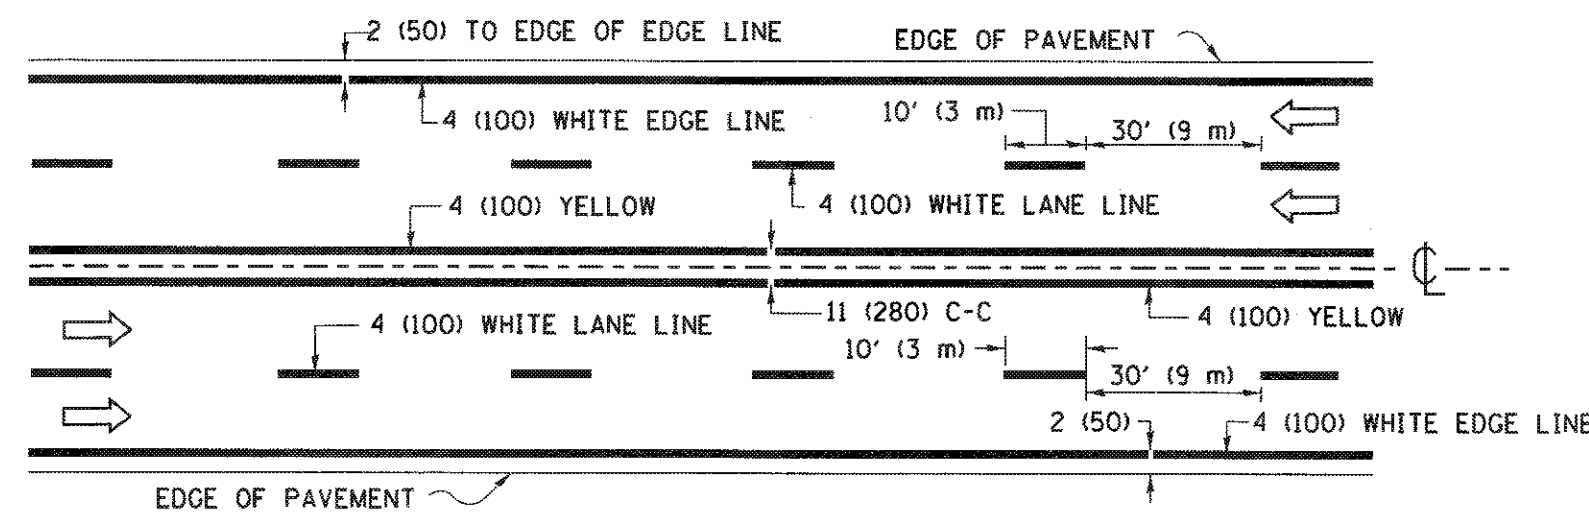 2 (50) TO EDGE OF EDGE LINE
EDGE OF PAVEMENT
4 (100) WHITE EDGE LINE
10' (3 m)
30' (9 m)
4 (100) YELLOW
4 (100) WHITE LANE LINE
4 (100) WHITE LANE LINE
11 (280) C-C
4 (100) YELLOW
10' (3 m)
30' (9 m)
2 (50)
4 (100) WHITE EDGE LINE
EDGE OF PAVEMENT